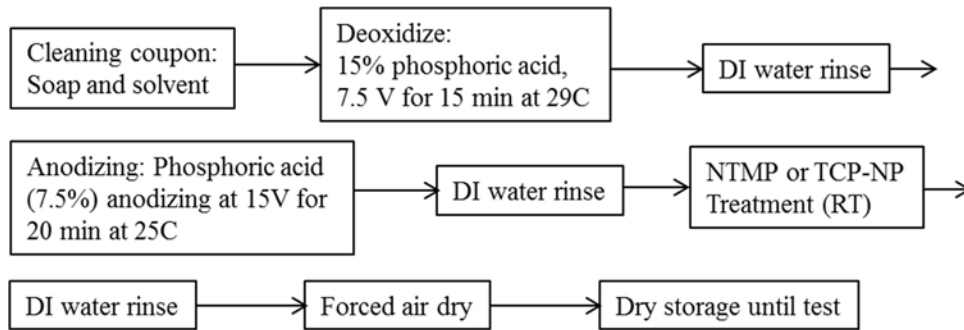 Cleaning coupon:
Soap and solvent
Deoxidize:
15% phosphoric acid,
7.5 V for 15 min at 29C
DI water rinse
Anodizing: Phosphoric acid
(7.5%) anodizing at 15V for
20 min at 25C
DI water rinse
NTMP or TCP-NP
Treatment (RT)
DI water rinse
Forced air dry
Dry storage until test